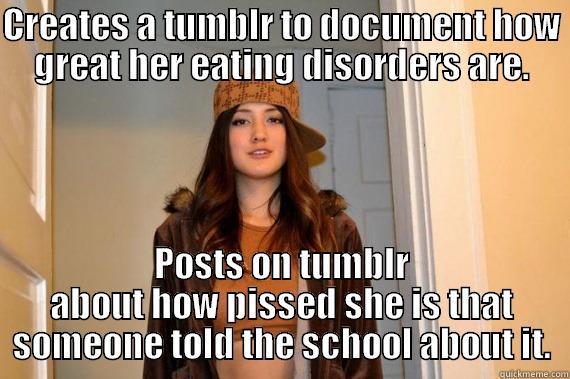 Creates a tumblr to document how
great her eating disorders are.
Posts on tumblr
about how pissed she is that
someone told the school about it.
quickmeme.com